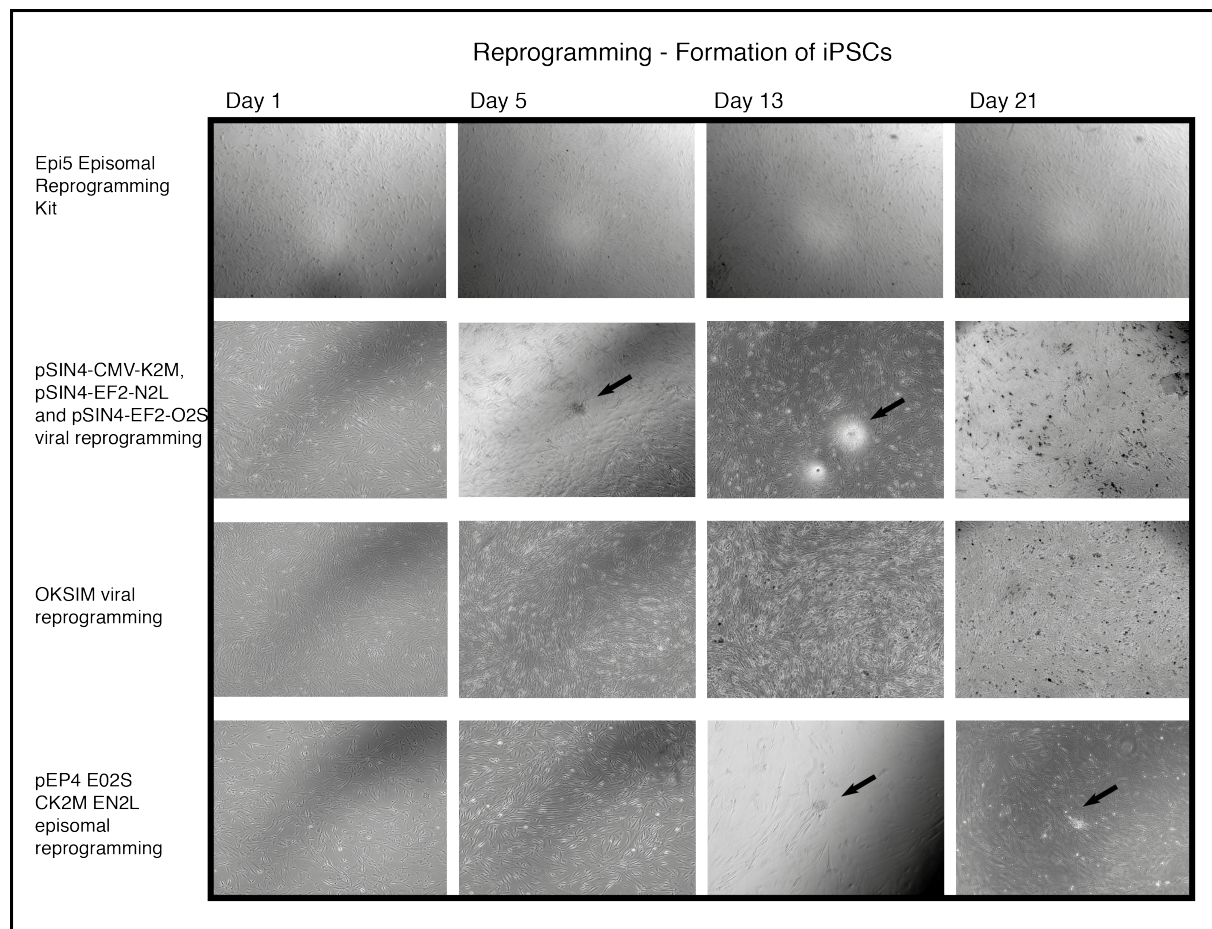 Reprogramming - Formation of iPSCs
Day 1
Day 5
Day 13
Day 21
Epi5 Episomal
Reprogramming
Kit
pSIN4-CMV-K2M,
pSIN4-EF2-N2L
and pSIN4-EF2-O2S
viral reprogramming
OKSIM viral
reprogramming
pEP4 E02S
CK2M EN2L
episomal
reprogramming